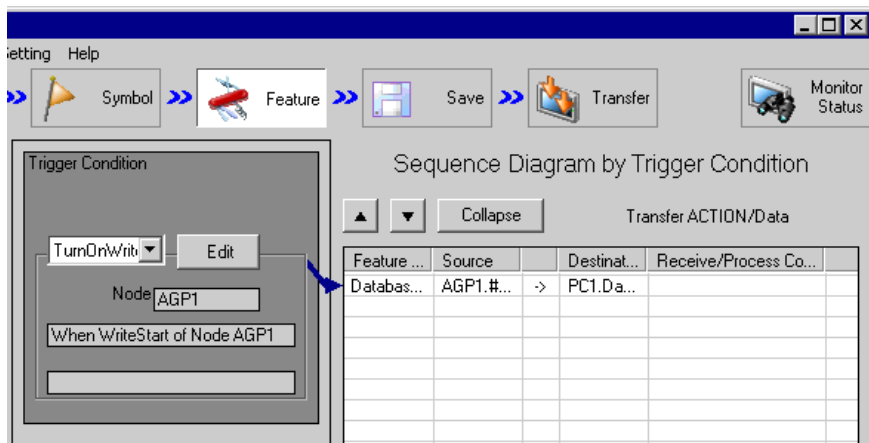 Setting Help
Symbol Feature Save Transfer Monitor Status
Trigger Condition
Sequence Diagram by Trigger Condition
Collapse Transfer ACTION/Data
TurnOnWrit Edit
Feature ... Source Destinat... Receive/Process Co...
Databas... AGP1.#... -> PC1.Da...
Node AGP1
When WriteStart of Node AGP1